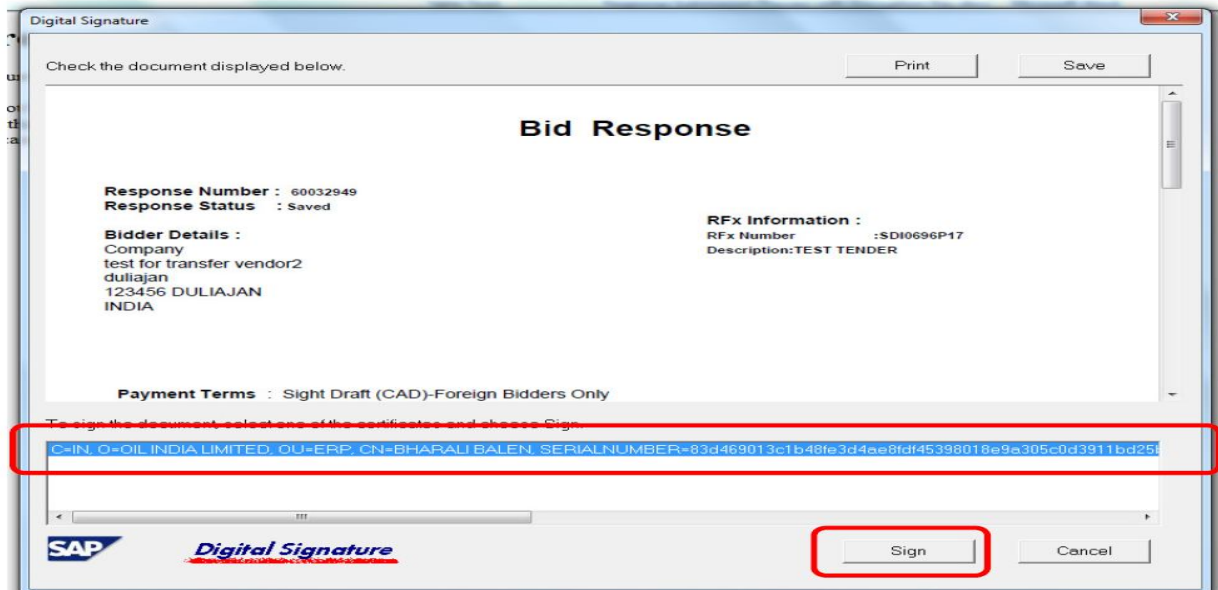 Digital Signature
Check the document displayed below.
Print
Save
Bid Response
Response Number : 60032949
Response Status : Saved
RFx Information :
Bidder Details :
RFx Number :SDI0696P17
Company
Description:TEST TENDER
test for transfer vendor2
duliajan
123456 DULIAJAN
INDIA
Payment Terms : Sight Draft (CAD)-Foreign Bidders Only
To sign the document, select one of the certificates and choose Sign.
C=IN, O=OIL INDIA LIMITED, OU=ERP, CN=BHARALI BALEN, SERIALNUMBER=83d469013c1b48fe3d4ae8fdf45398018e9a305c0d3911bd25
SAP
Digital Signature
Sign
Cancel